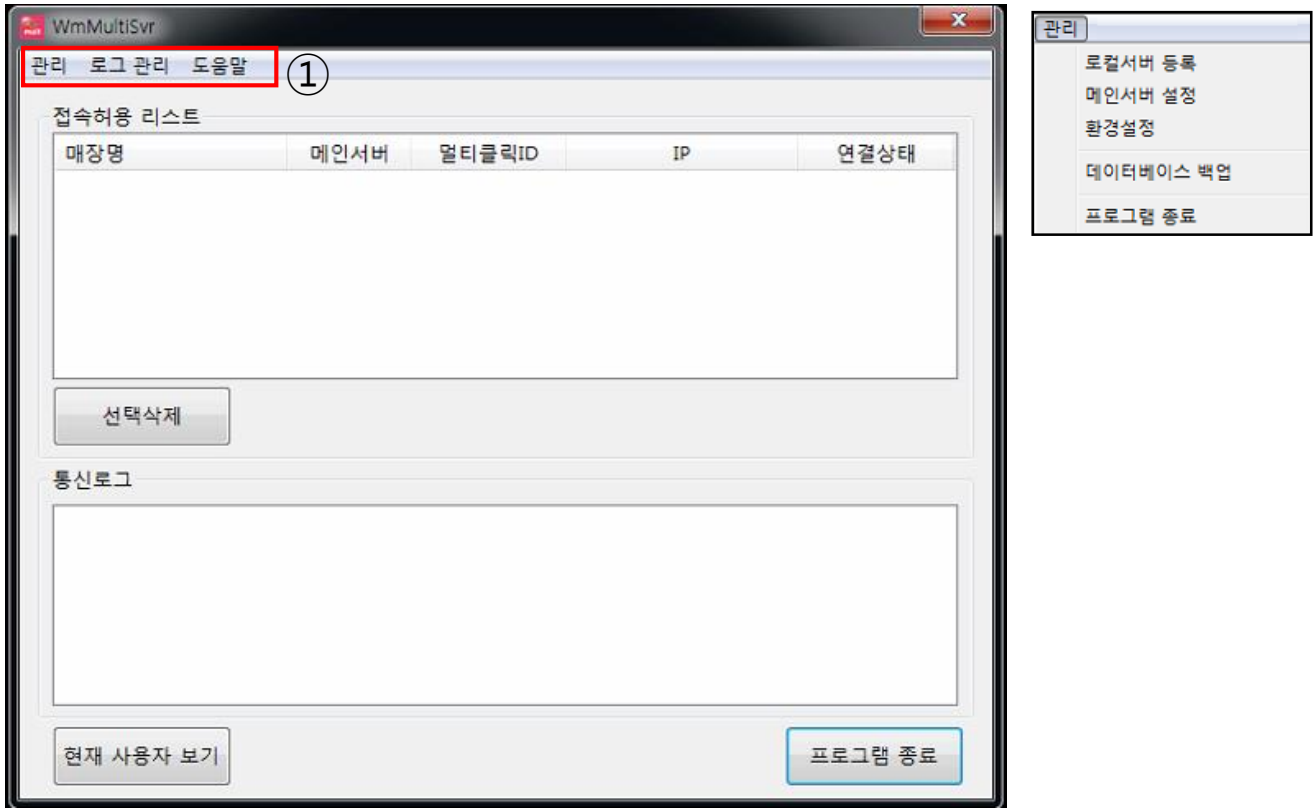 WmMultiSvr
관리 로그 관리 도움말
①
접속허용 리스트
매장명 메인서버 멀티클릭ID IP 연결상태
선택삭제
통신로그
현재 사용자 보기 프로그램 종료
관리
로컬서버 등록
메인서버 설정
환경설정
데이터베이스 백업
프로그램 종료